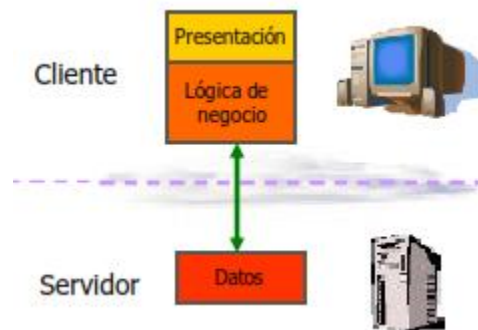 Presentación
Cliente
Lógica de
negocio
Servidor
Datos